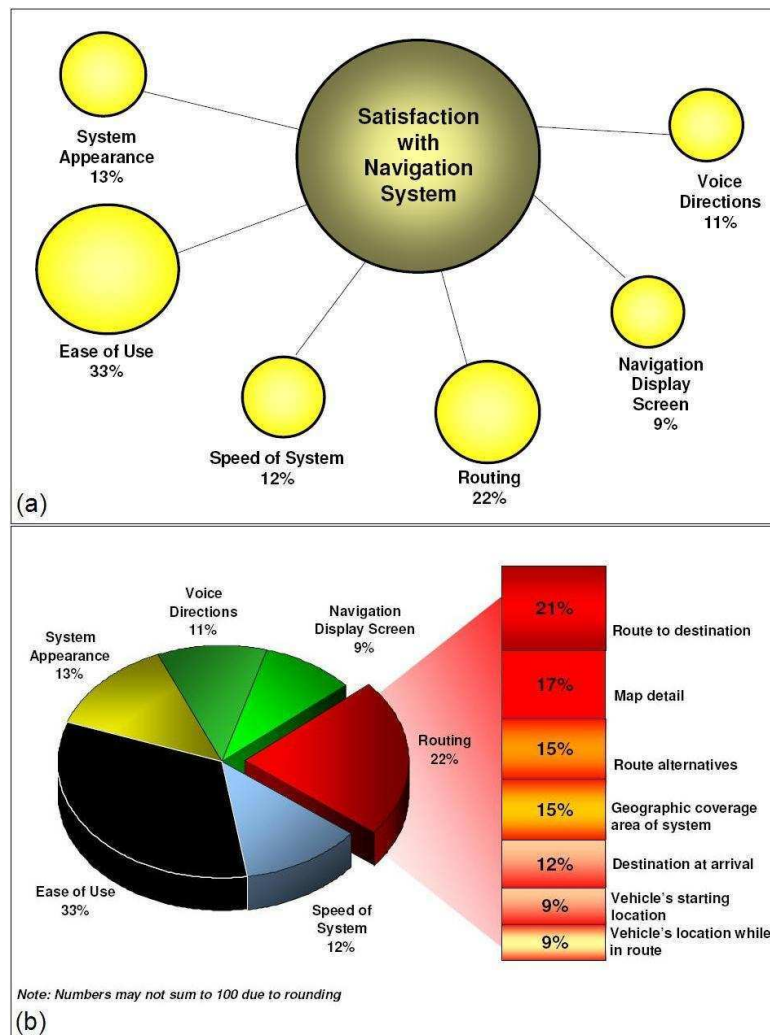 Satisfaction
with
Navigation
System
System
Appearance
13%
Voice
Directions
11%
Ease of Use
33%
Navigation
Display
Screen
9%
Speed of System
12%
Routing
22%
(a)
Voice
Directions
11%
Navigation
Display Screen
9%
System
Appearance
13%
Routing
22%
Ease of Use
33%
Speed of
System
12%
21%
Route to destination
17%
Map detail
15%
Route alternatives
15%
Geographic coverage
area of system
12%
Destination at arrival
9%
Vehicle's starting
location
9%
Vehicle's location while
in route
Note: Numbers may not sum to 100 due to rounding
(b)